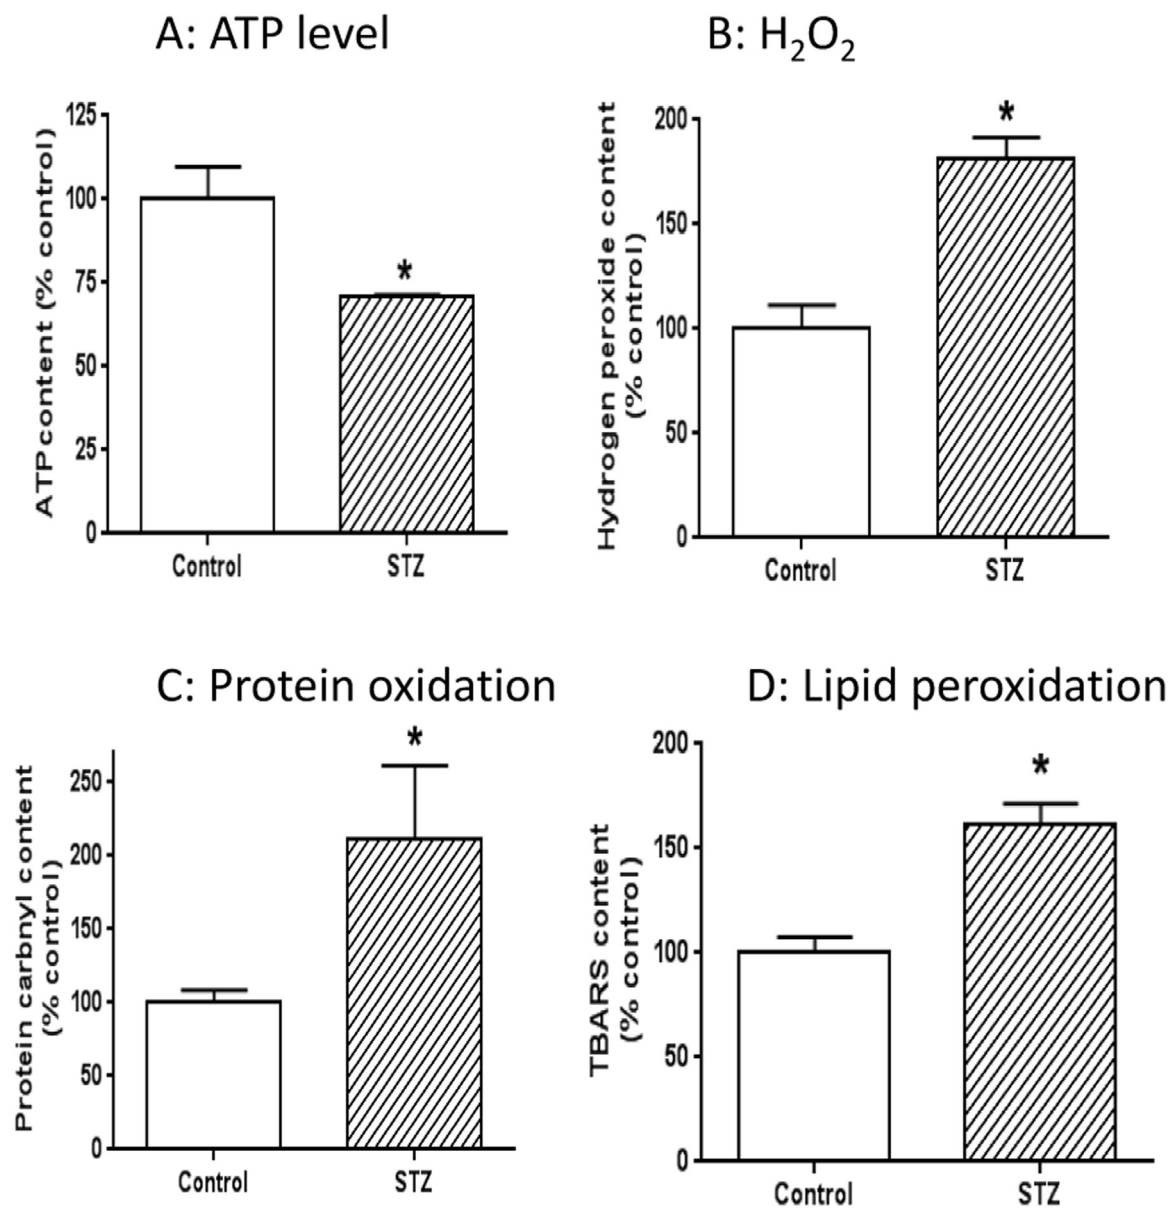 A: ATP level
ATP content (% control)
125
100
75
50
25
0
*
Control
STZ
B: H₂O₂
Hydrogen peroxide content
(% control)
200
150
100
50
0
*
Control
STZ
C: Protein oxidation
Protein carbnyl content
(% control)
250
200
150
100
50
0
*
Control
STZ
D: Lipid peroxidation
TBARS content
(% control)
200
150
100
50
0
*
Control
STZ